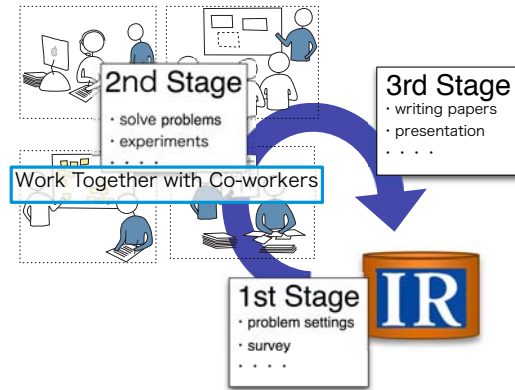 2nd Stage
・solve problems
・experiments
・・・・
Work Together with Co-workers
3rd Stage
・writing papers
・presentation
・・・・
1st Stage
・problem settings
・survey
・・・・
IR